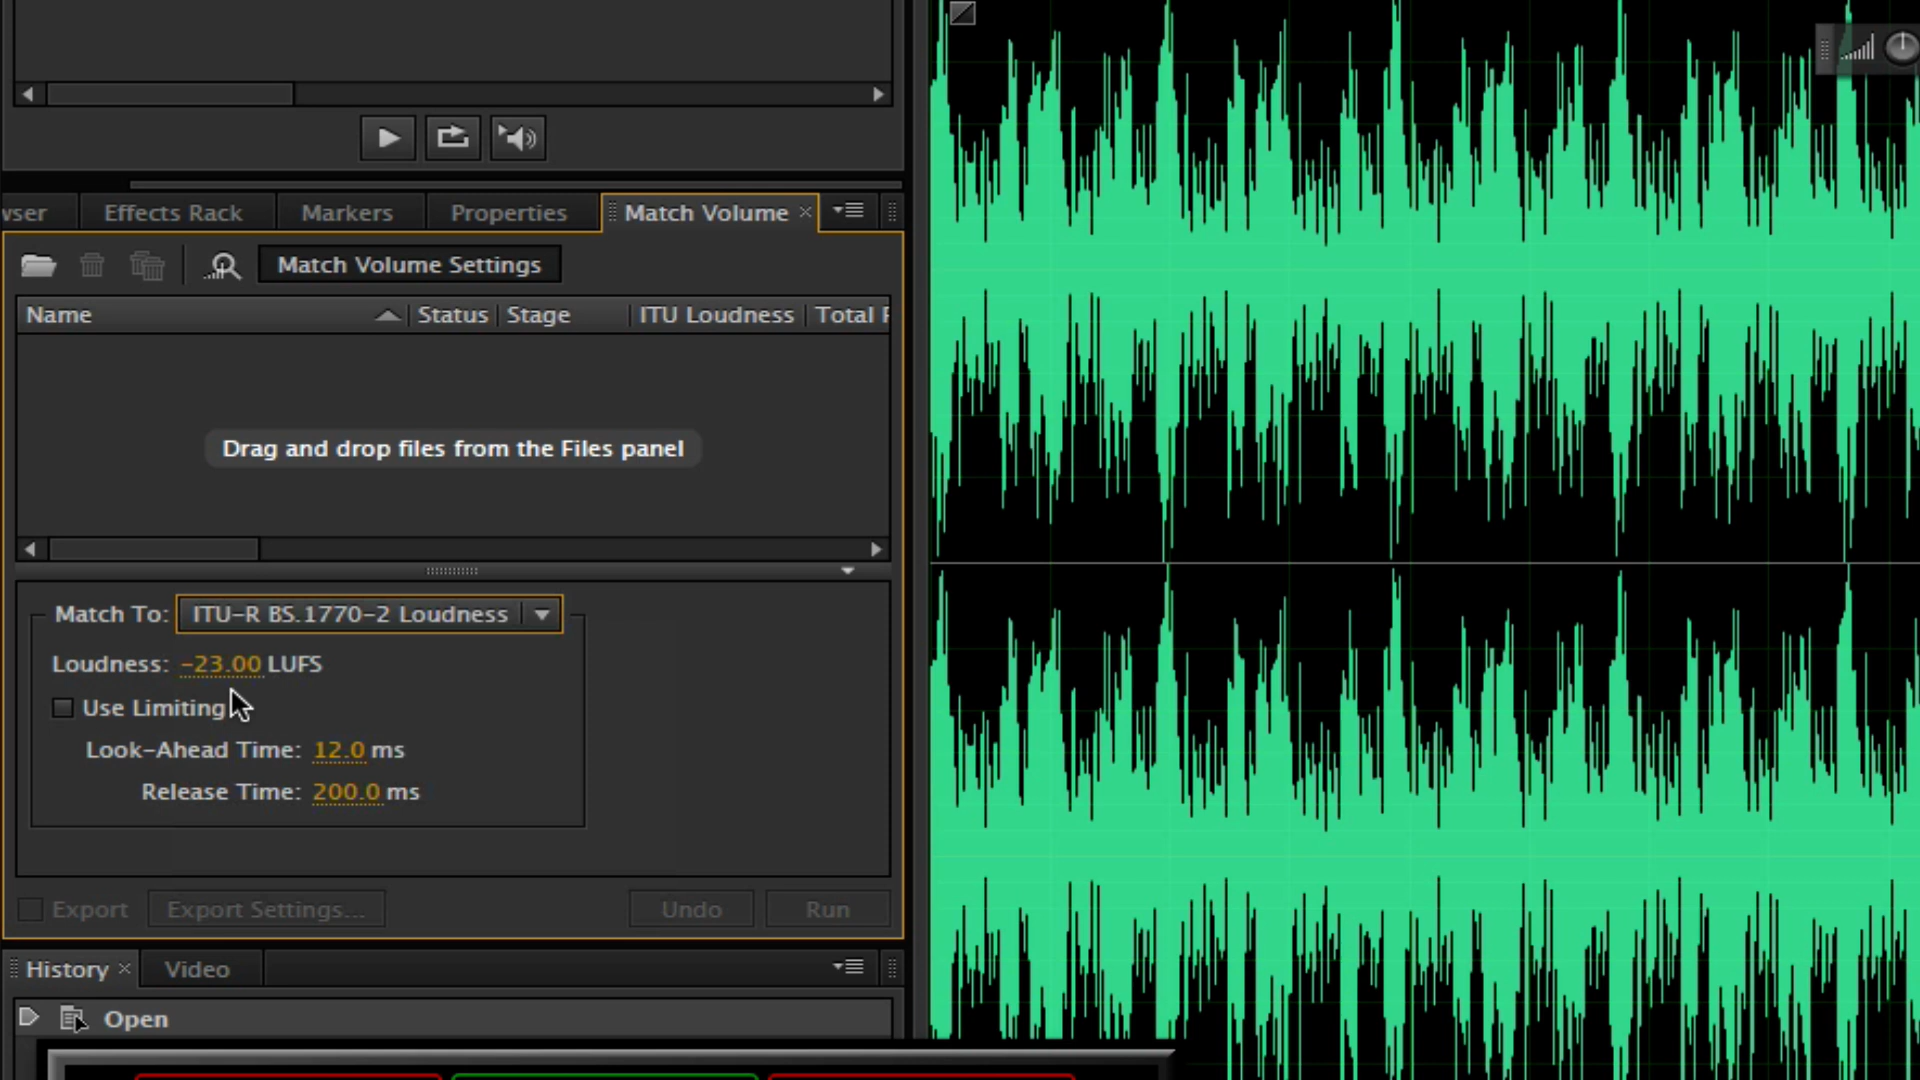 wser Effects Rack Markers Properties Match Volume
Match Volume Settings
Name Status Stage ITU Loudness Total
Drag and drop files from the Files panel
Match To: ITU-R BS.1770-2 Loudness
Loudness: -23.00 LUFS
Use Limiting
Look-Ahead Time: 12.0 ms
Release Time: 200.0 ms
Export Export Settings... Undo Run
History Video
Open